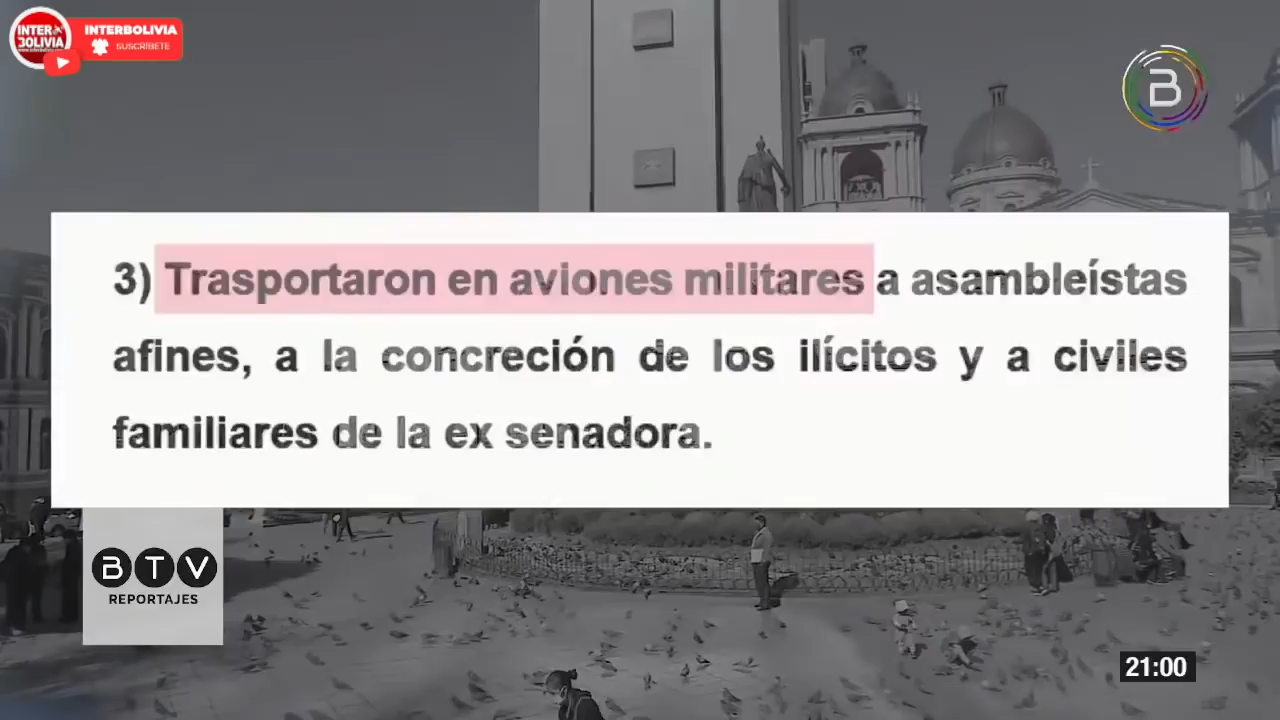 INTER
BOLIVIA
INTERBOLIVIA
SUSCRÍBETE
B
3) Trasportaron en aviones militares a asambleístas
afines, a la concreción de los ilícitos y a civiles
familiares de la ex senadora.
BTV
REPORTAJES
21:00